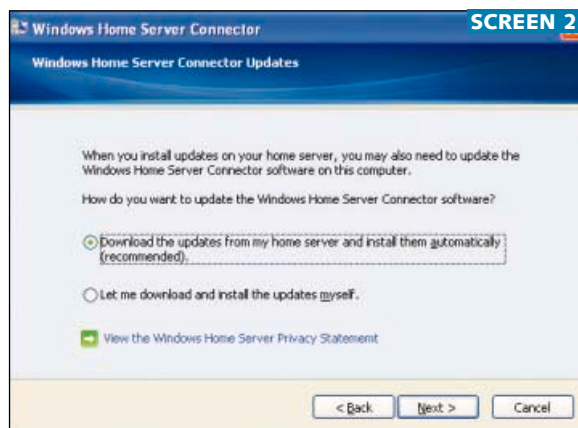 Windows Home Server Connector
SCREEN 2
Windows Home Server Connector Updates
When you install updates on your home server, you may also need to update the
Windows Home Server Connector software on this computer.
How do you want to update the Windows Home Server Connector software?
Download the updates from my home server and install them automatically
(recommended).
Let me download and install the updates myself.
View the Windows Home Server Privacy Statement
< Back
Next >
Cancel